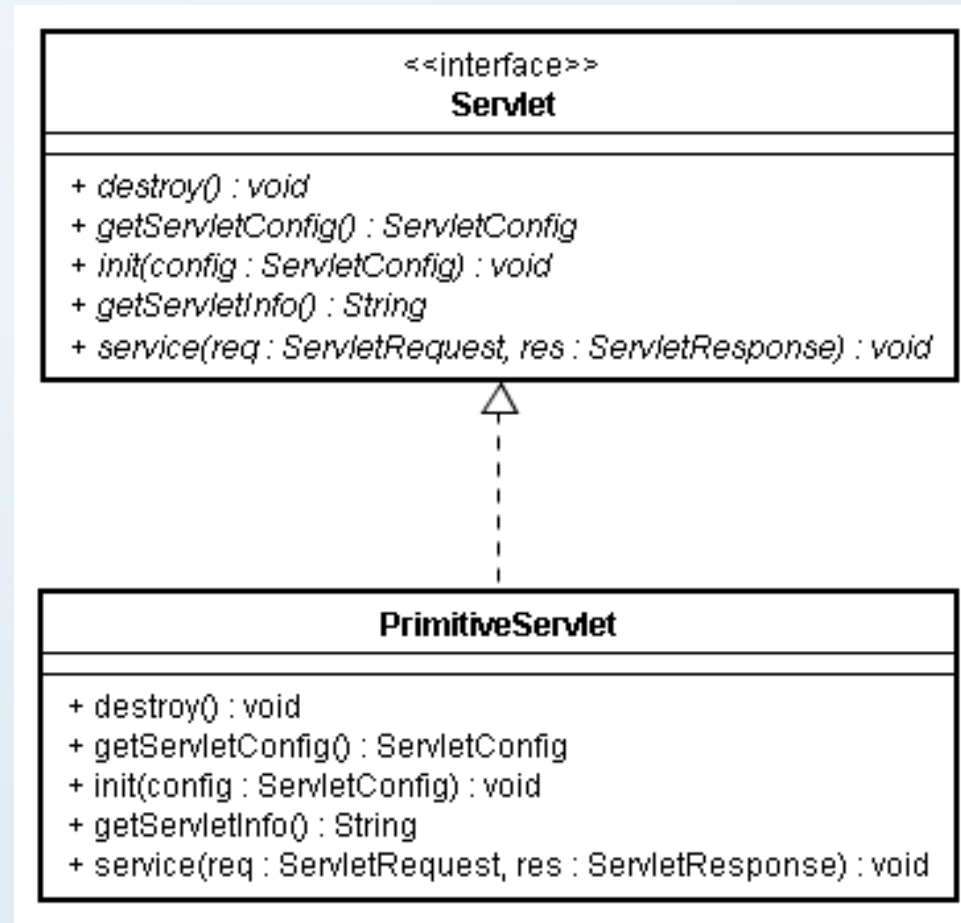 <<interface>>
Servlet
+ destroy() : void
+ getServletConfig() : ServletConfig
+ init(config : ServletConfig) : void
+ getServletInfo() : String
+ service(req : ServletRequest, res : ServletResponse) : void
PrimitiveServlet
+ destroy() : void
+ getServletConfig() : ServletConfig
+ init(config : ServletConfig) : void
+ getServletInfo() : String
+ service(req : ServletRequest, res : ServletResponse) : void